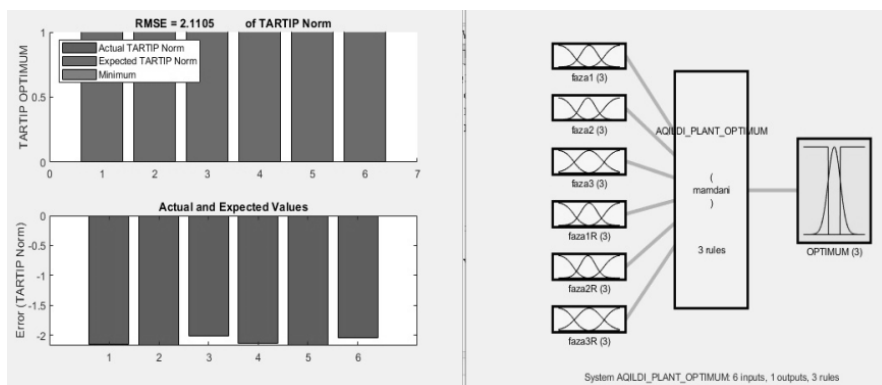 RMSE = 2.1105 of TARTIP Norm
TARTIP OPTIMUM
1
0.5
0
Actual TARTIP Norm
Expected TARTIP Norm
Minimum
0 1 2 3 4 5 6 7
Actual and Expected Values
Error (TARTIP Norm)
0
-0.5
-1
-1.5
-2
1 2 3 4 5 6
faza1 (3)
faza2 (3)
faza3 (3)
faza1R (3)
faza2R (3)
faza3R (3)
AQILDI_PLANT_OPTIMUM
(
mamdani
)
3 rules
OPTIMUM (3)
System AQILDI_PLANT_OPTIMUM: 6 inputs, 1 outputs, 3 rules